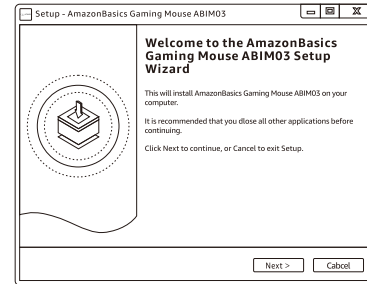 Setup - AmazonBasics Gaming Mouse ABIM03
Welcome to the AmazonBasics
Gaming Mouse ABIM03 Setup
Wizard
This will install AmazonBasics Gaming Mouse ABIM03 on your
computer.
It is recommended that you dlose all other applications before
continuing.
Click Next to continue, or Cancel to exit Setup.
Next >
Cabcel